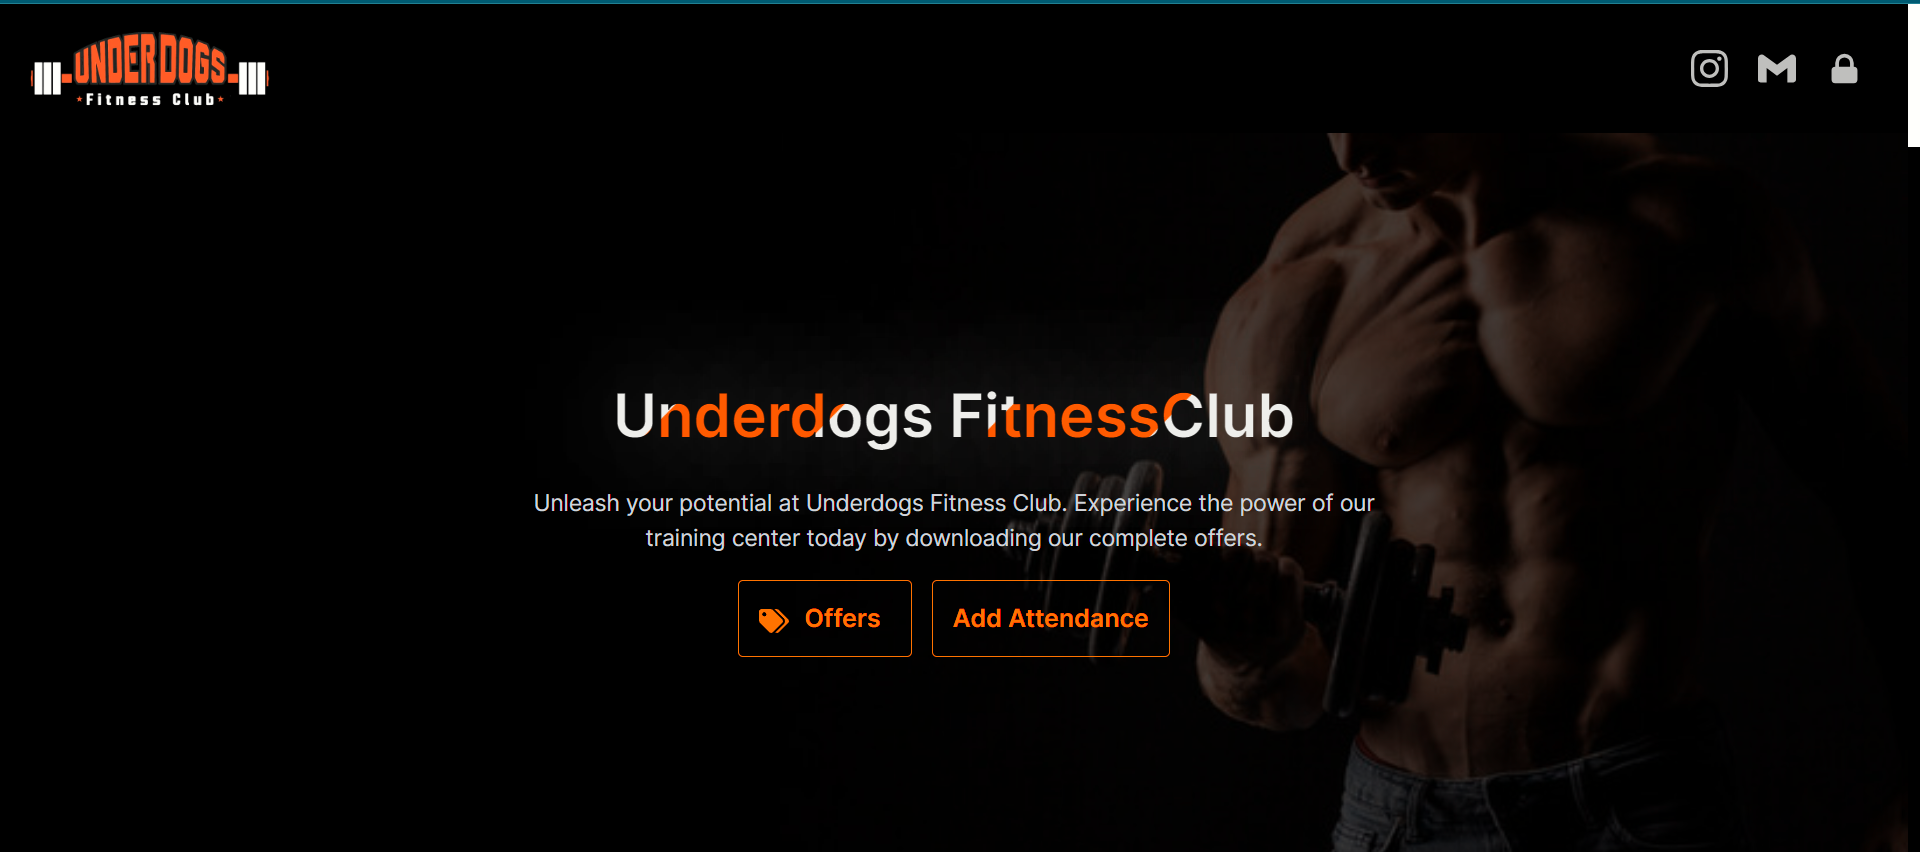 UNDERDOGS
Fitness Club
Underdogs FitnessClub
Unleash your potential at Underdogs Fitness Club. Experience the power of our
training center today by downloading our complete offers.
Offers
Add Attendance